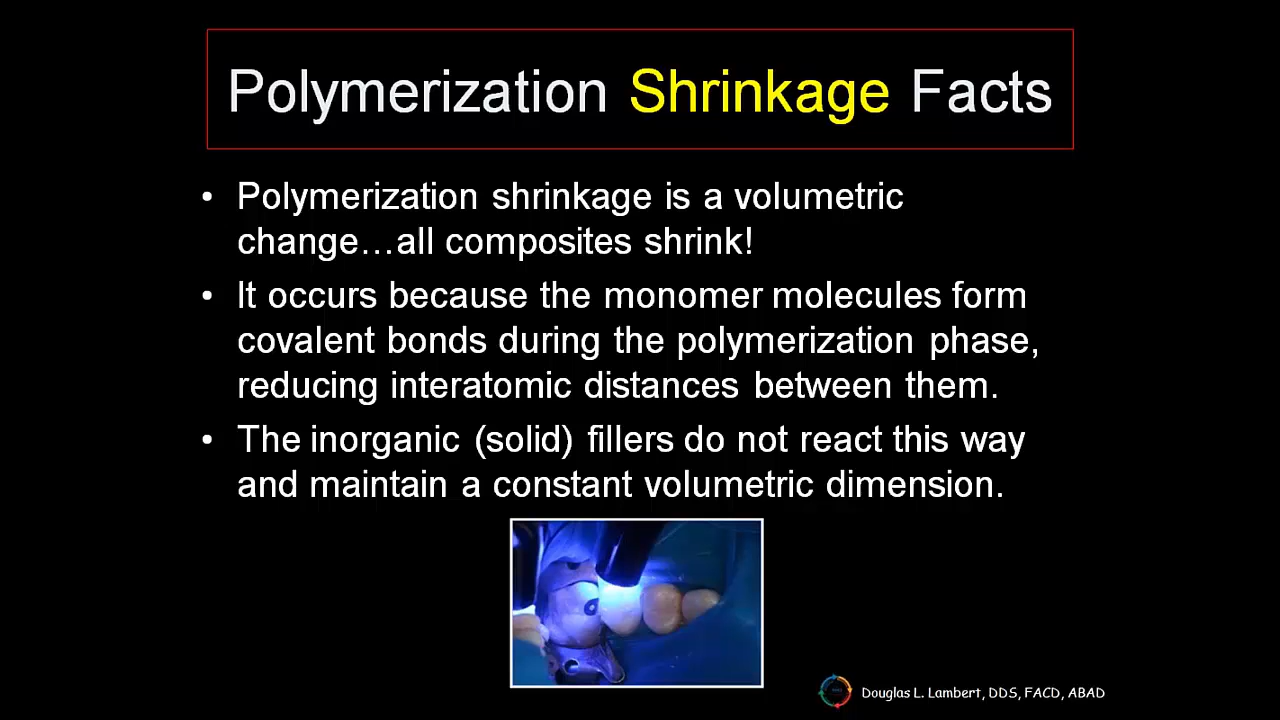 Polymerization Shrinkage Facts
• Polymerization shrinkage is a volumetric
change…all composites shrink!
• It occurs because the monomer molecules form
covalent bonds during the polymerization phase,
reducing interatomic distances between them.
• The inorganic (solid) fillers do not react this way
and maintain a constant volumetric dimension.
Douglas L. Lambert, DDS, FACD, ABAD